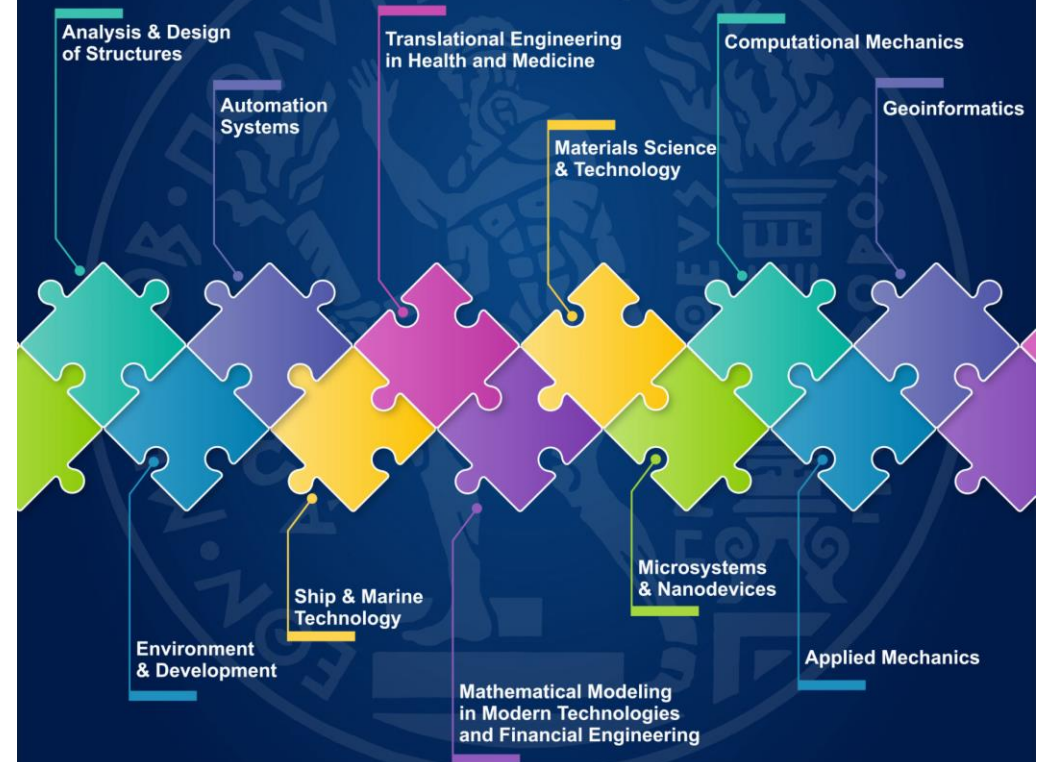 Analysis & Design
of Structures
Translational Engineering
in Health and Medicine
Computational Mechanics
Automation
Systems
Geoinformatics
Materials Science
& Technology
Microsystems
& Nanodevices
Ship & Marine
Technology
Environment
& Development
Applied Mechanics
Mathematical Modeling
in Modern Technologies
and Financial Engineering